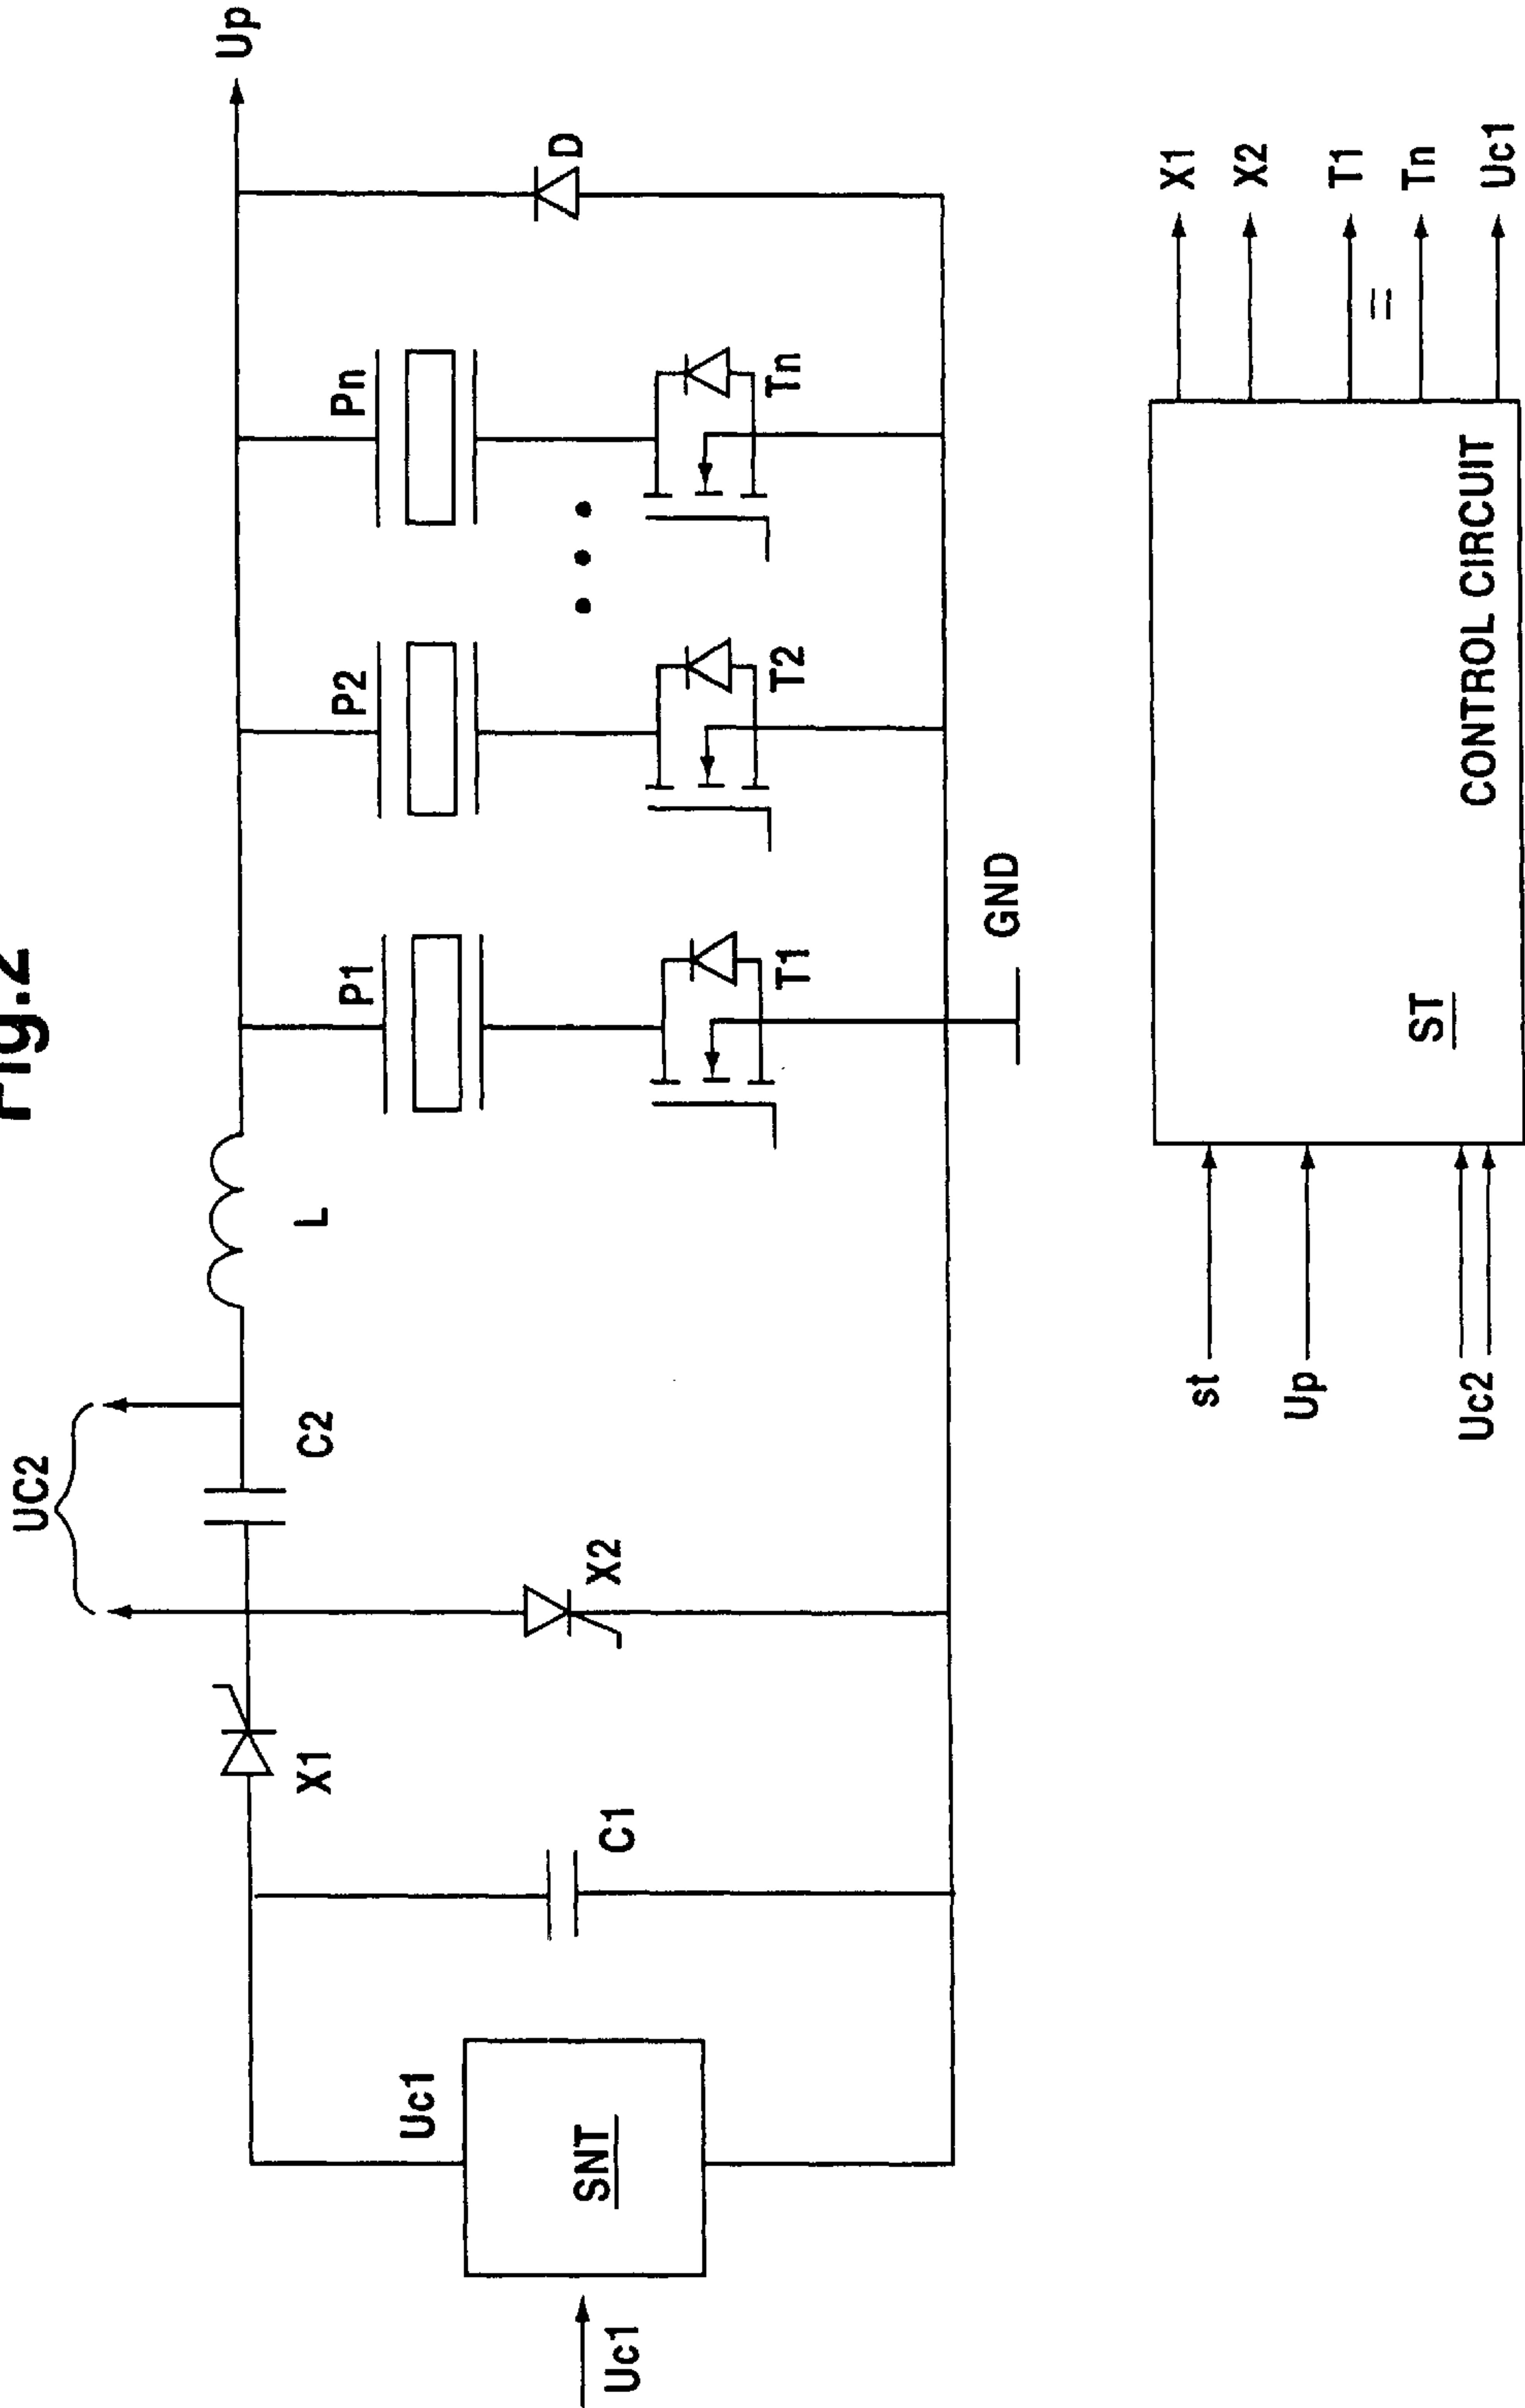 Fig.2
UC2
Up
X1
C2
L
P1
P2
Pn
D
Uc1
SNT
Uc1
C1
X2
T1
T2
Tn
GND
st
Up
Uc2
ST
CONTROL CIRCUIT
X1
X2
T1
=
Tn
Uc1